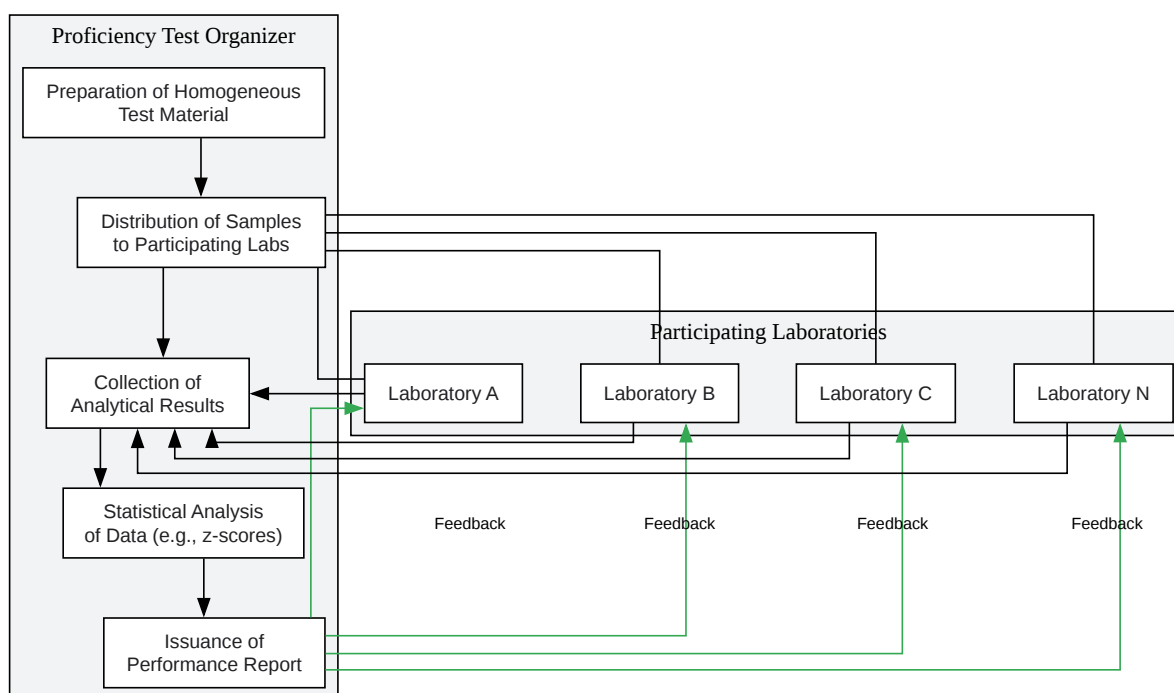 Proficiency Test Organizer
Preparation of Homogeneous
Test Material
Distribution of Samples
to Participating Labs
Participating Laboratories
Collection of
Analytical Results
Laboratory A
Laboratory B
Laboratory C
Laboratory N
Statistical Analysis
of Data (e.g., z-scores)
Feedback
Feedback
Feedback
Feedback
Issuance of
Performance Report